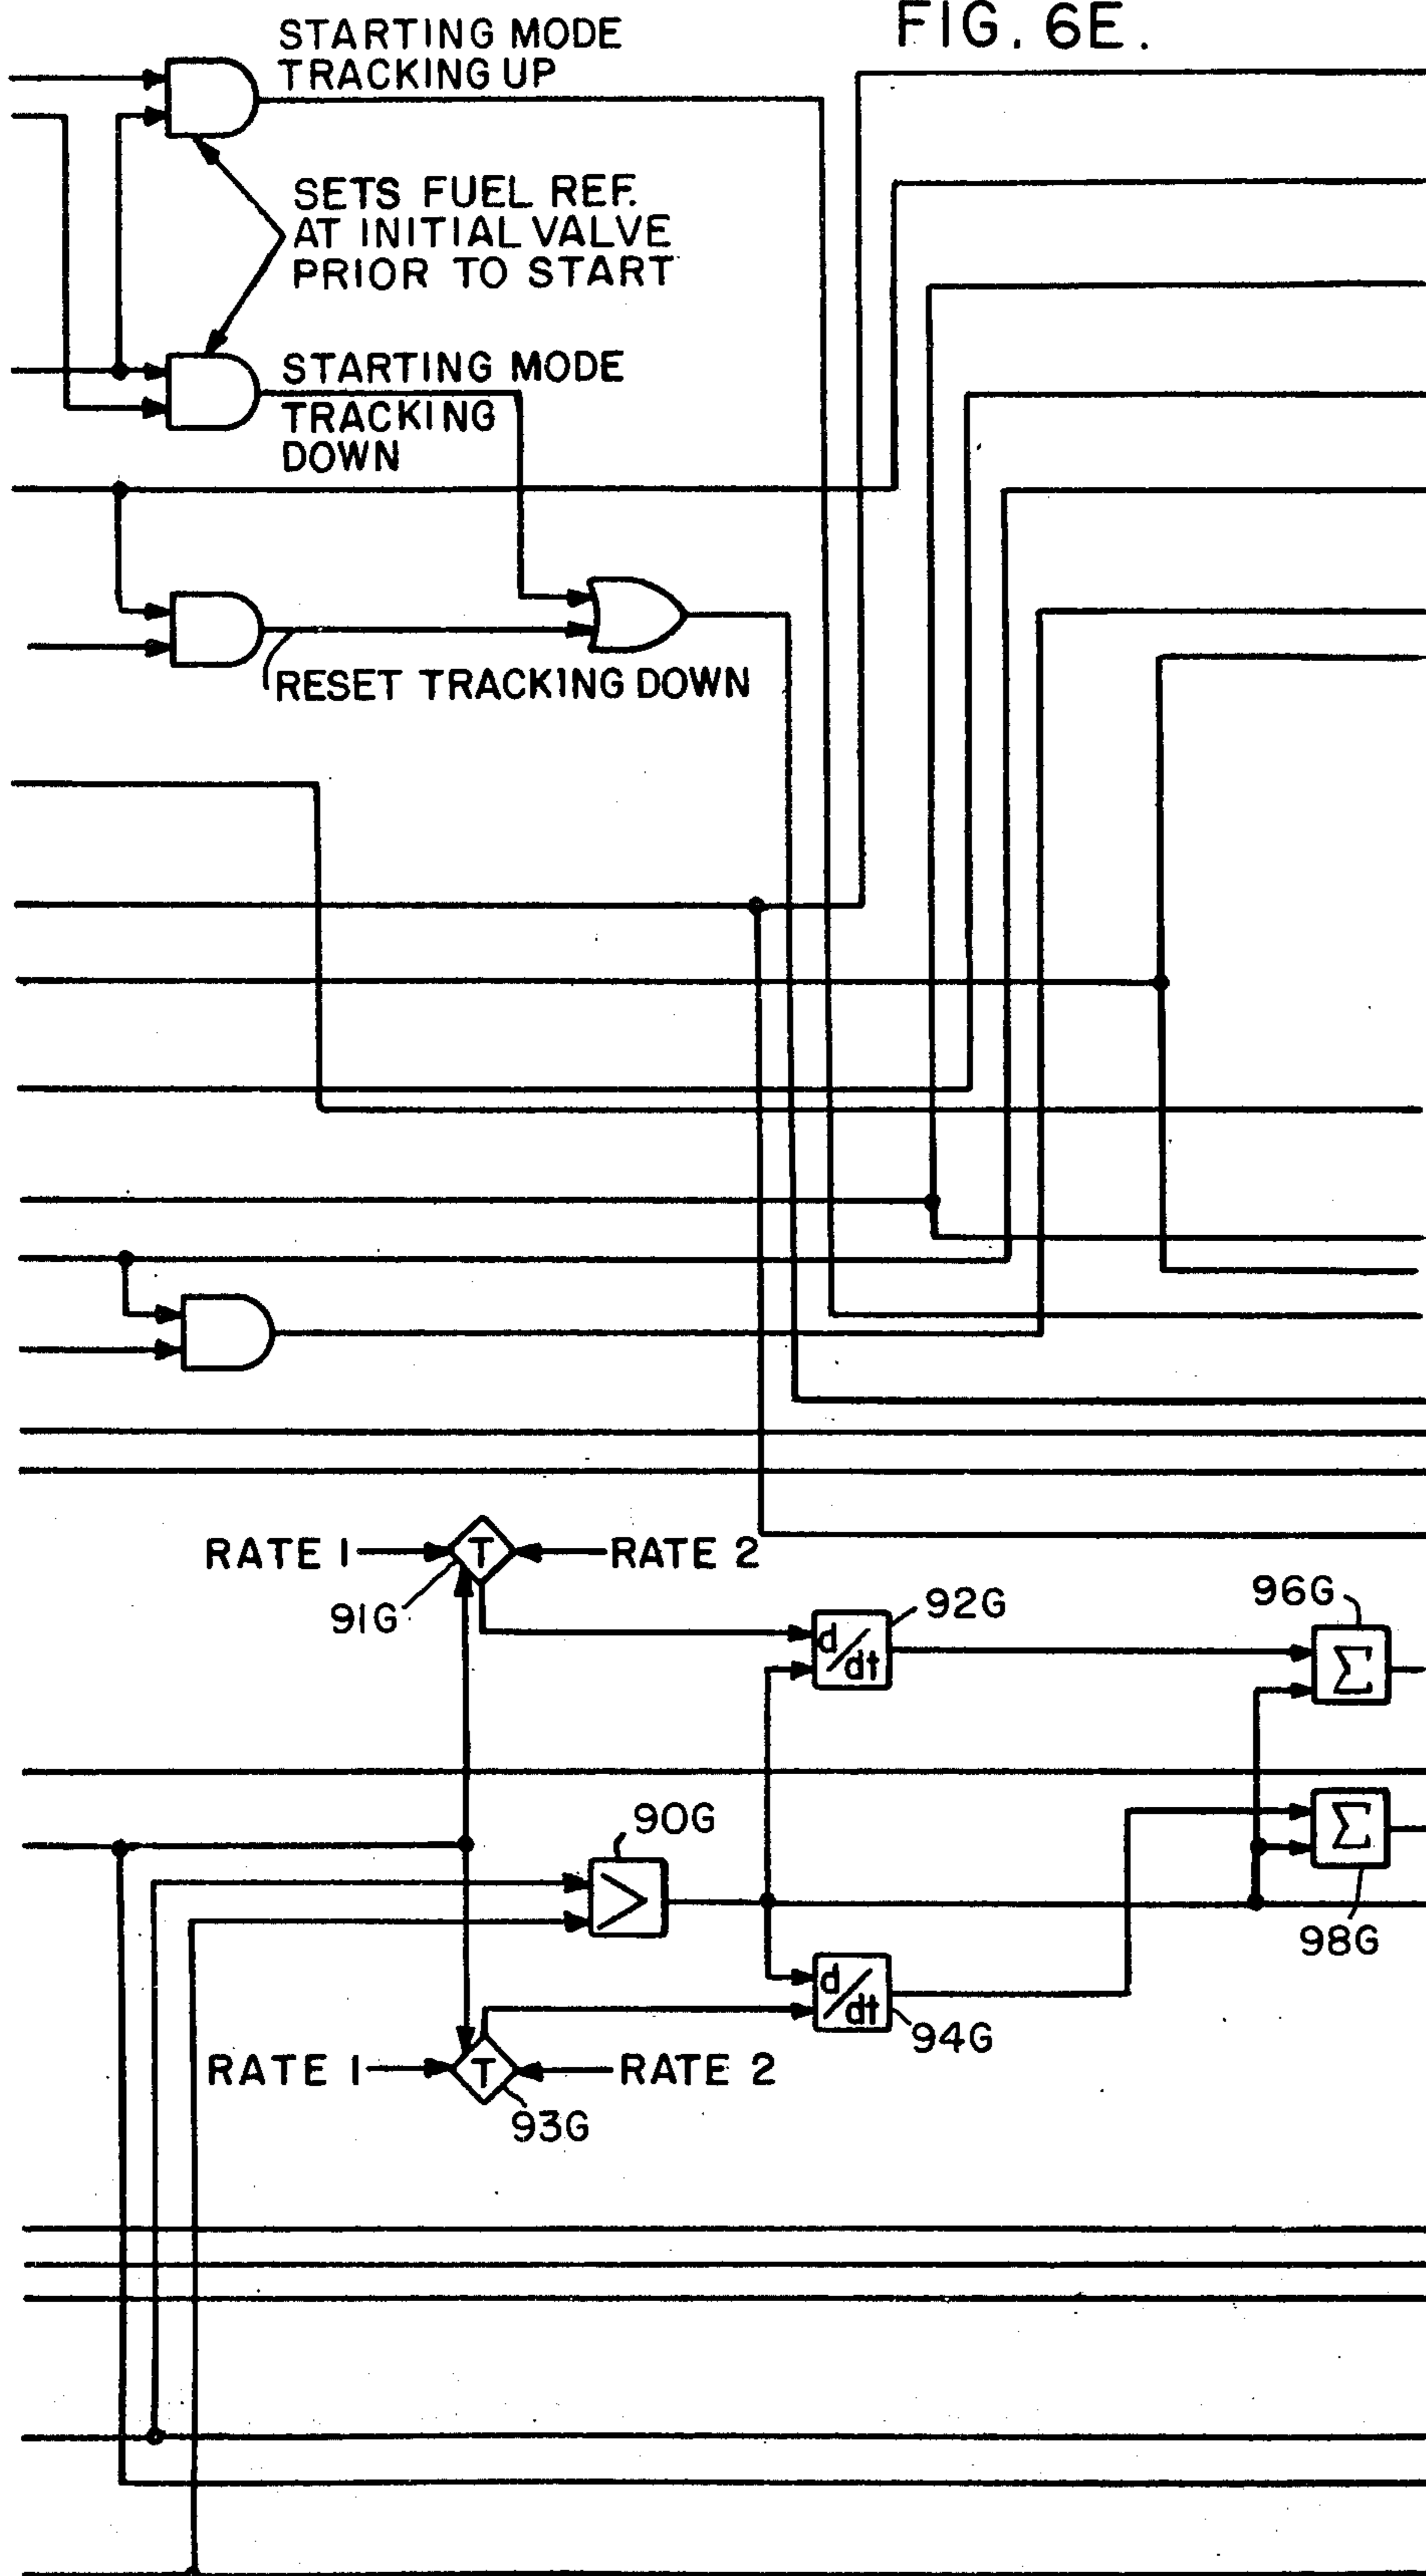 FIG. 6E.
STARTING MODE
TRACKING UP
SETS FUEL REF.
AT INITIAL VALVE
PRIOR TO START
STARTING MODE
TRACKING
DOWN
RESET TRACKING DOWN
RATE 1
T
RATE 2
91G
d/dt
92G
96G
Σ
90G
>
Σ
98G
d/dt
94G
RATE 1
T
RATE 2
93G